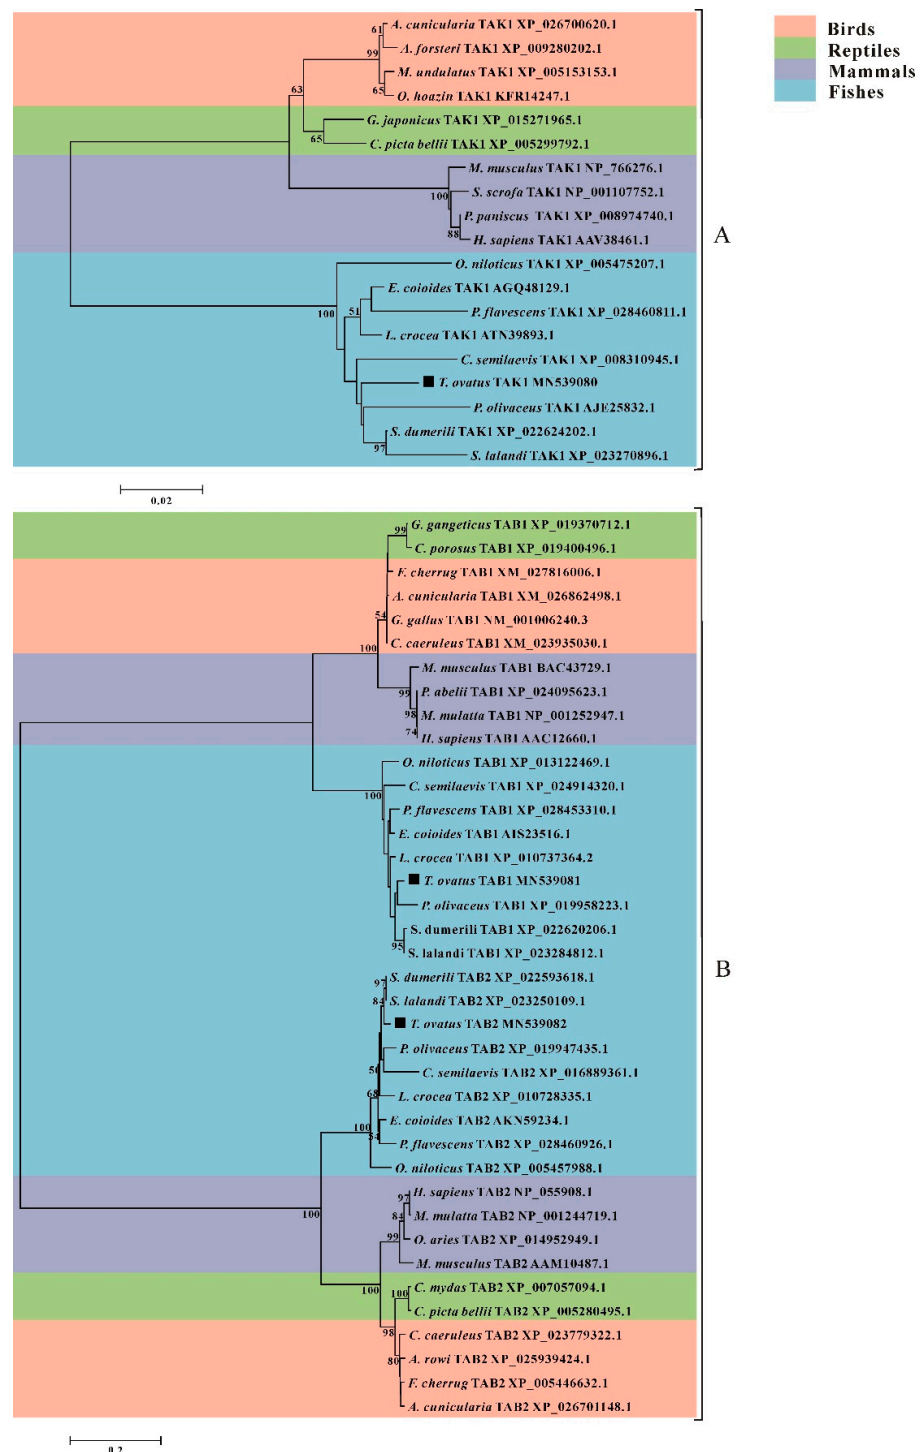 Birds
Reptiles
Mammals
Fishes
A. cunicularia TAK1 XP_026700620.1
61
A. forsteri TAK1 XP_009280202.1
99
M. undulatus TAK1 XP_005153153.1
65
O. hoazin TAK1 KFR14247.1
63
G. japonicus TAK1 XP_015271965.1
65
C. picta bellii TAK1 XP_005299792.1
M. musculus TAK1 NP_766276.1
100
S. scrofa TAK1 NP_001107752.1
P. paniscus TAK1 XP_008974740.1
88
H. sapiens TAK1 AAV38461.1
A
O. niloticus TAK1 XP_005475207.1
E. coioides TAK1 AGQ48129.1
100
51
P. flavescens TAK1 XP_028460811.1
L. crocea TAK1 ATN39893.1
C. semilaevis TAK1 XP_008310945.1
T. ovatus TAK1 MN539080
P. olivaceus TAK1 AJE25832.1
S. dumerili TAK1 XP_022624202.1
97
S. lalandi TAK1 XP_023270896.1
0.02
G. gangeticus TAB1 XP_019370712.1
99
C. porosus TAB1 XP_019400496.1
F. cherrug TAB1 XM_027816006.1
A. cunicularia TAB1 XM_026862498.1
54
G. gallus TAB1 NM_001006240.3
C. caeruleus TAB1 XM_023935030.1
100
M. musculus TAB1 BAC43729.1
99
P. abelii TAB1 XP_024095623.1
98
M. mulatta TAB1 NP_001252947.1
74
H. sapiens TAB1 AAC12660.1
O. niloticus TAB1 XP_013122469.1
100
C. semilaevis TAB1 XP_024914320.1
P. flavescens TAB1 XP_028453310.1
E. coioides TAB1 AIS23516.1
L. crocea TAB1 XP_010737364.2
T. ovatus TAB1 MN539081
P. olivaceus TAB1 XP_019958223.1
S. dumerili TAB1 XP_022620206.1
95
S. lalandi TAB1 XP_023284812.1
B
S. dumerili TAB2 XP_022593618.1
97
84
S. lalandi TAB2 XP_023250109.1
T. ovatus TAB2 MN539082
P. olivaceus TAB2 XP_019947435.1
50
C. semilaevis TAB2 XP_016889361.1
68
L. crocea TAB2 XP_010728335.1
E. coioides TAB2 AKN59234.1
100
54
P. flavescens TAB2 XP_028460926.1
O. niloticus TAB2 XP_005457988.1
H. sapiens TAB2 NP_055908.1
97
100
84
M. mulatta TAB2 NP_001244719.1
99
O. aries TAB2 XP_014952949.1
M. musculus TAB2 AAM10487.1
C. mydas TAB2 XP_007057094.1
100
100
C. picta bellii TAB2 XP_005280495.1
98
C. caeruleus TAB2 XP_023779322.1
80
A. rowi TAB2 XP_025939424.1
F. cherrug TAB2 XP_005446632.1
A. cunicularia TAB2 XP_026701148.1
0.2